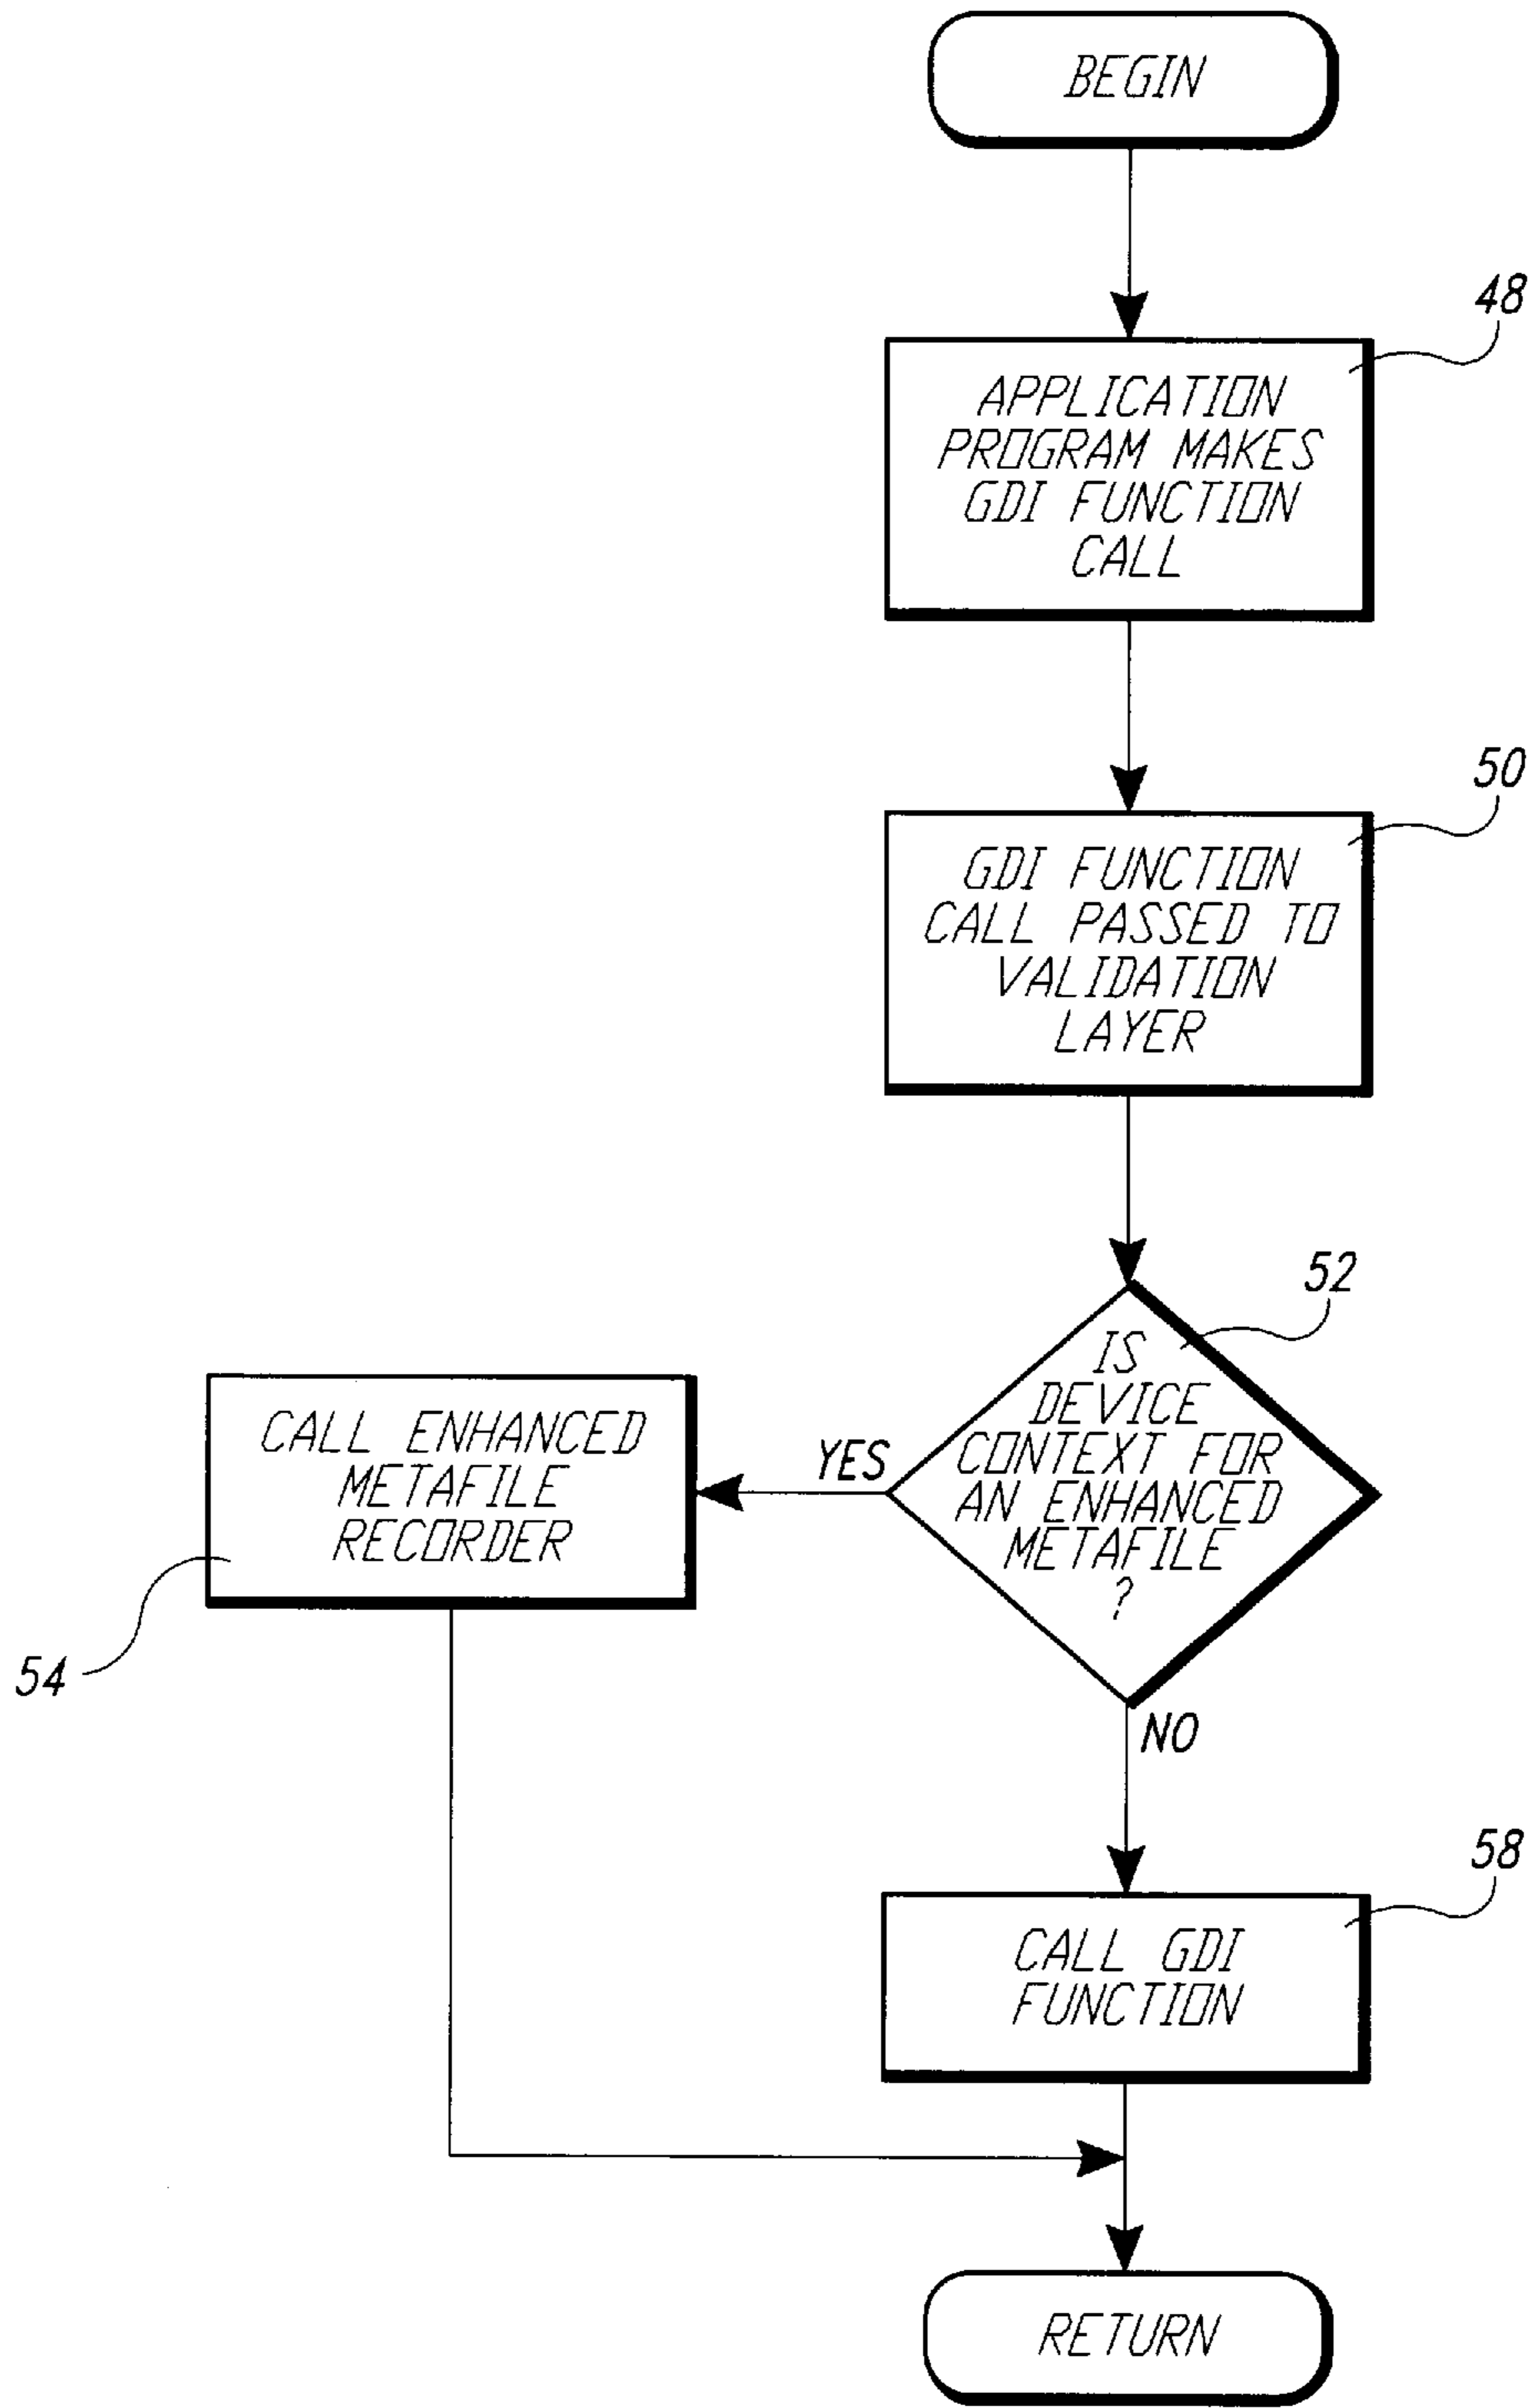 BEGIN
48
APPLICATION
PROGRAM MAKES
GDI FUNCTION
CALL
50
GDI FUNCTION
CALL PASSED TO
VALIDATION
LAYER
52
IS
DEVICE
CONTEXT FOR
AN ENHANCED
METAFILE
?
YES
CALL ENHANCED
METAFILE
RECORDER
54
NO
58
CALL GDI
FUNCTION
RETURN